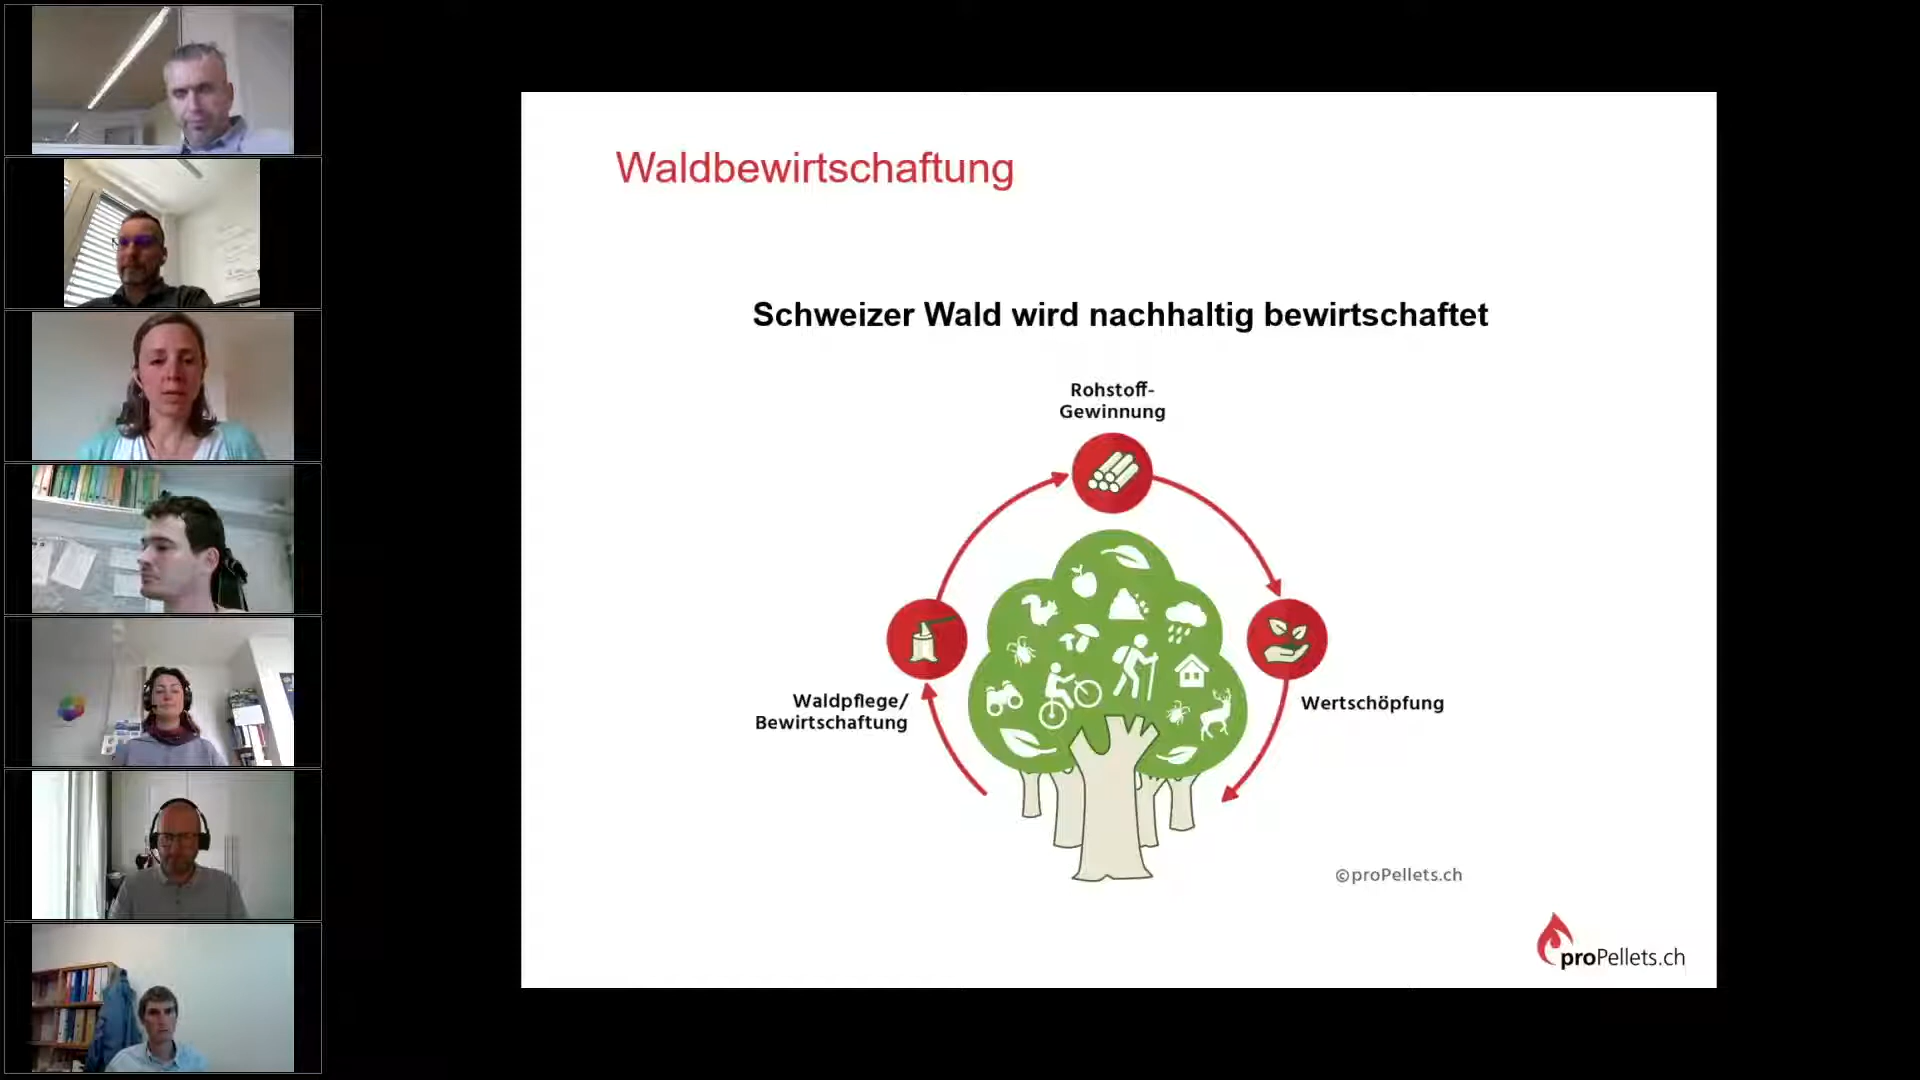 Waldbewirtschaftung
Schweizer Wald wird nachhaltig bewirtschaftet
Rohstoff-
Gewinnung
Waldpflege/
Bewirtschaftung
Wertschöpfung
©proPellets.ch
proPellets.ch